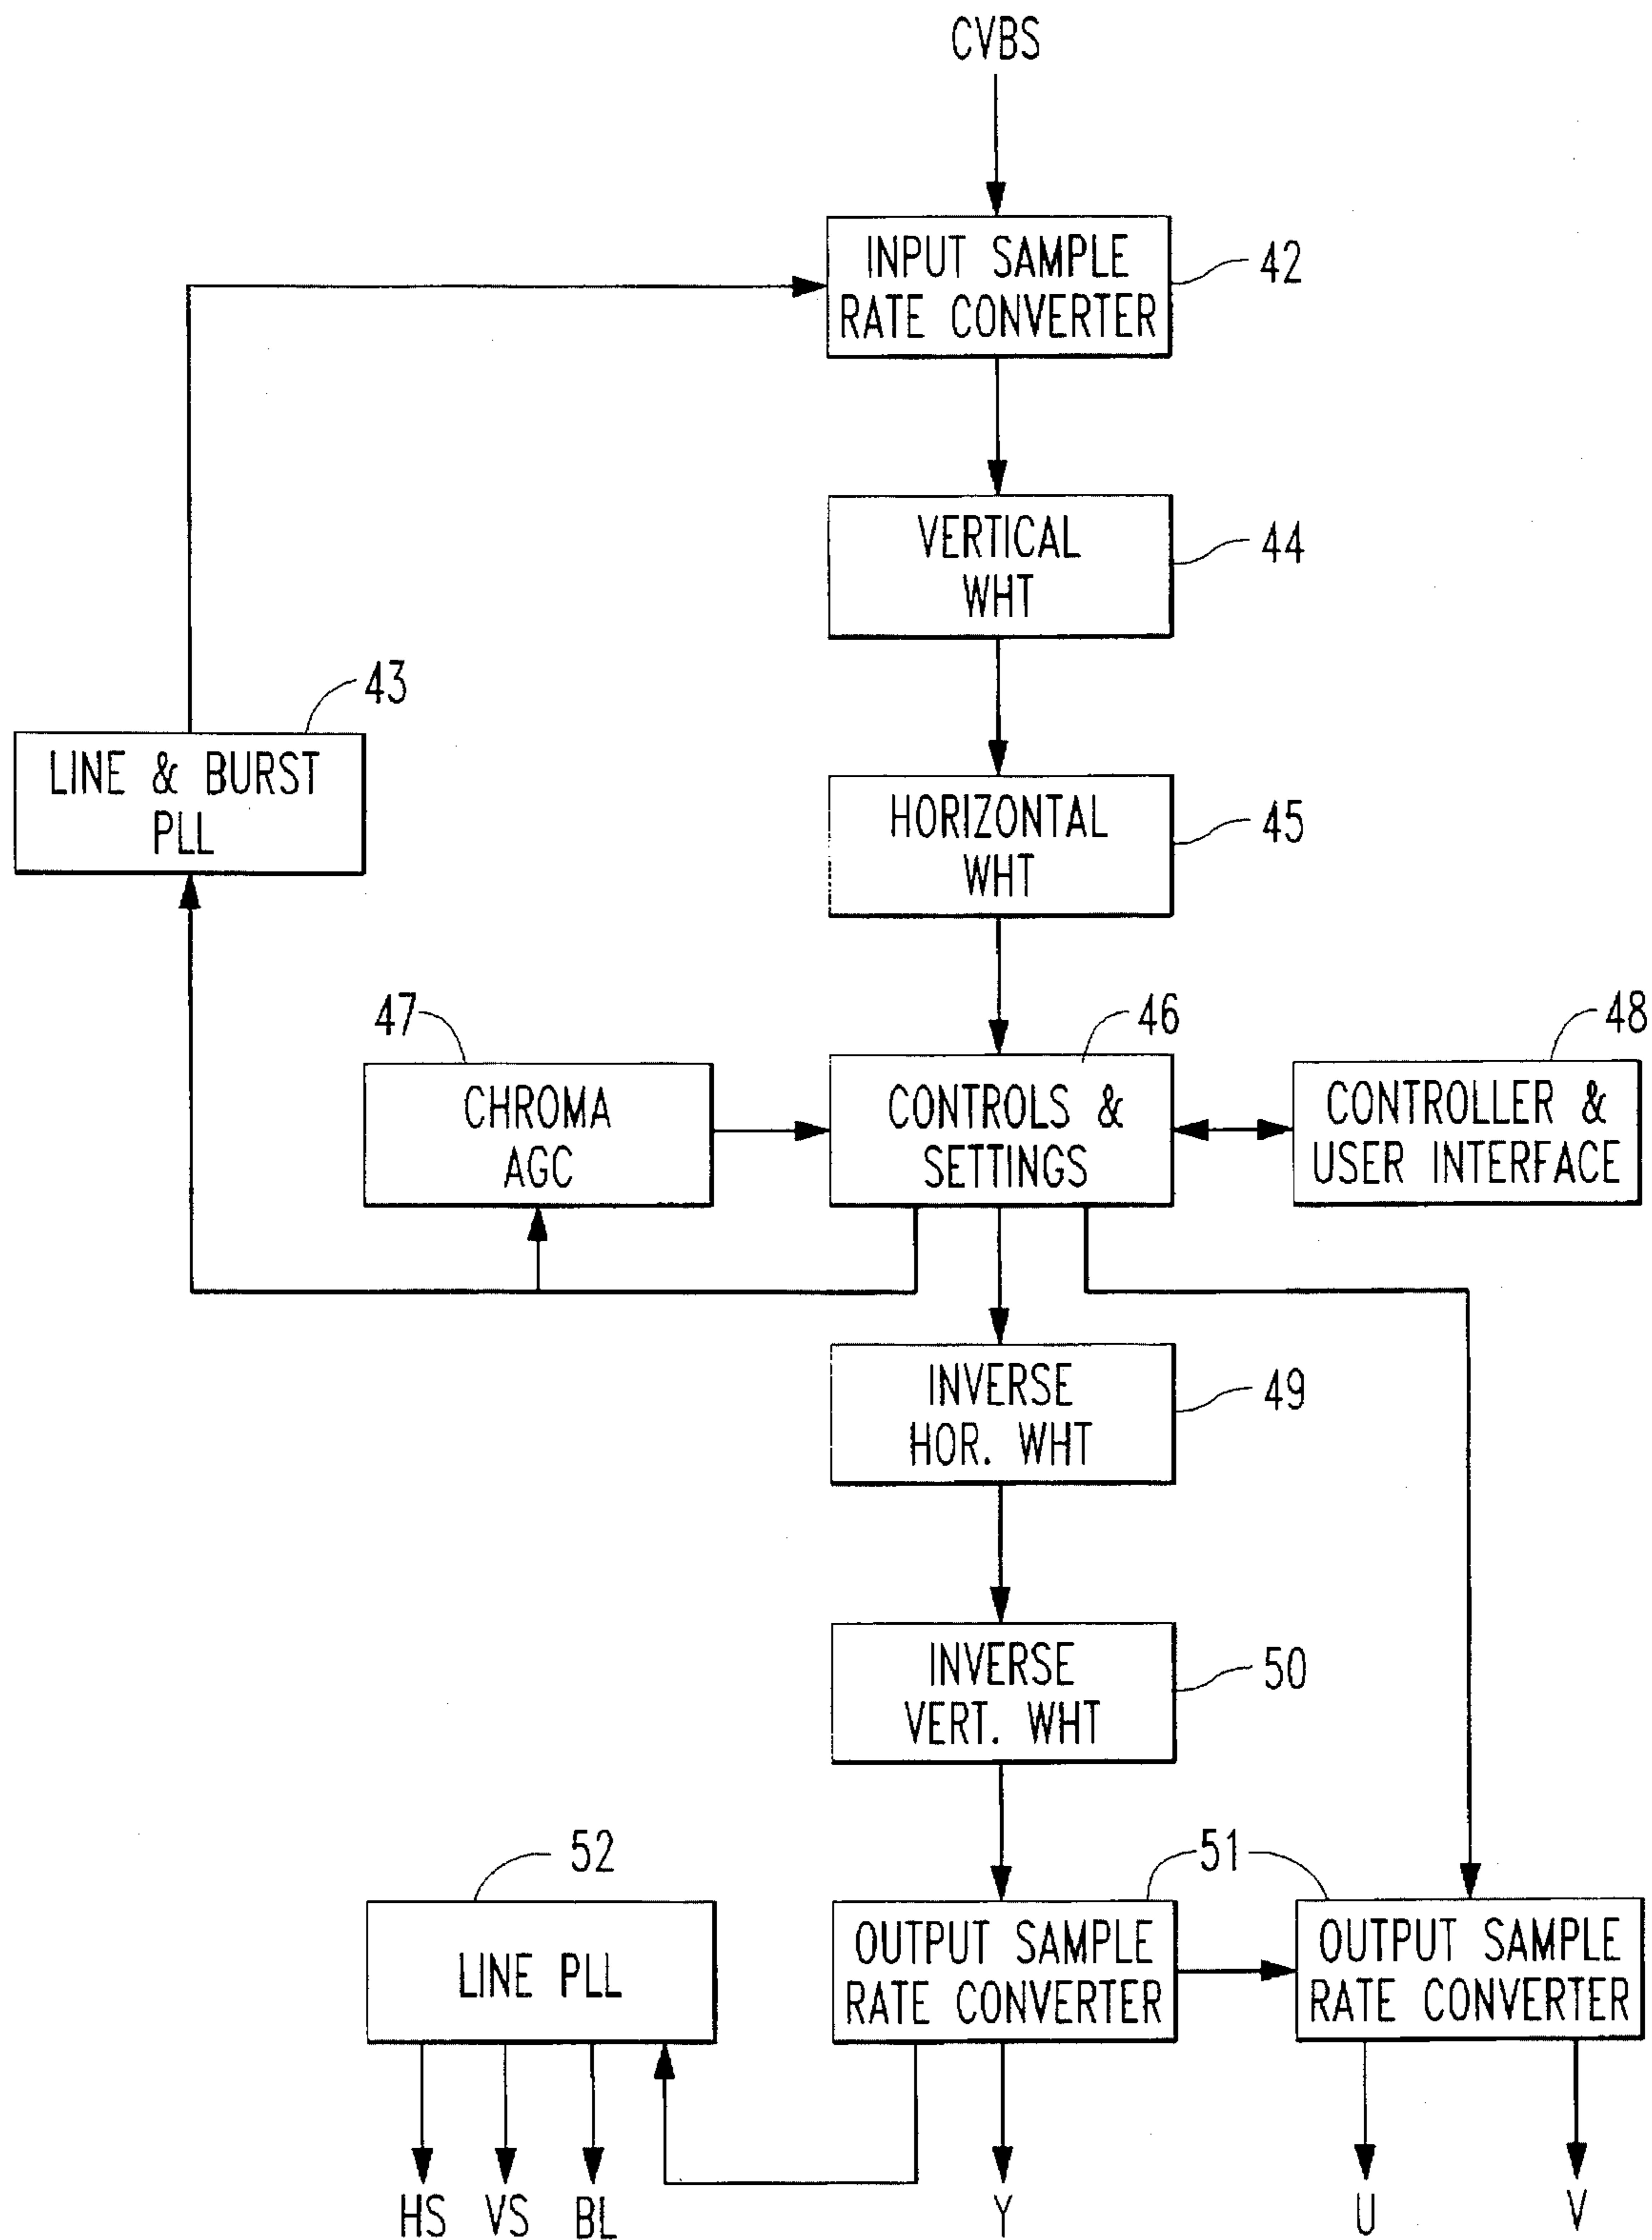 CVBS
INPUT SAMPLE
RATE CONVERTER
42
VERTICAL
WHT
44
43
LINE & BURST
PLL
HORIZONTAL
WHT
45
47
CHROMA
AGC
46
CONTROLS &
SETTINGS
48
CONTROLLER &
USER INTERFACE
INVERSE
HOR. WHT
49
INVERSE
VERT. WHT
50
52
LINE PLL
51
OUTPUT SAMPLE
RATE CONVERTER
OUTPUT SAMPLE
RATE CONVERTER
HS VS BL Y U V